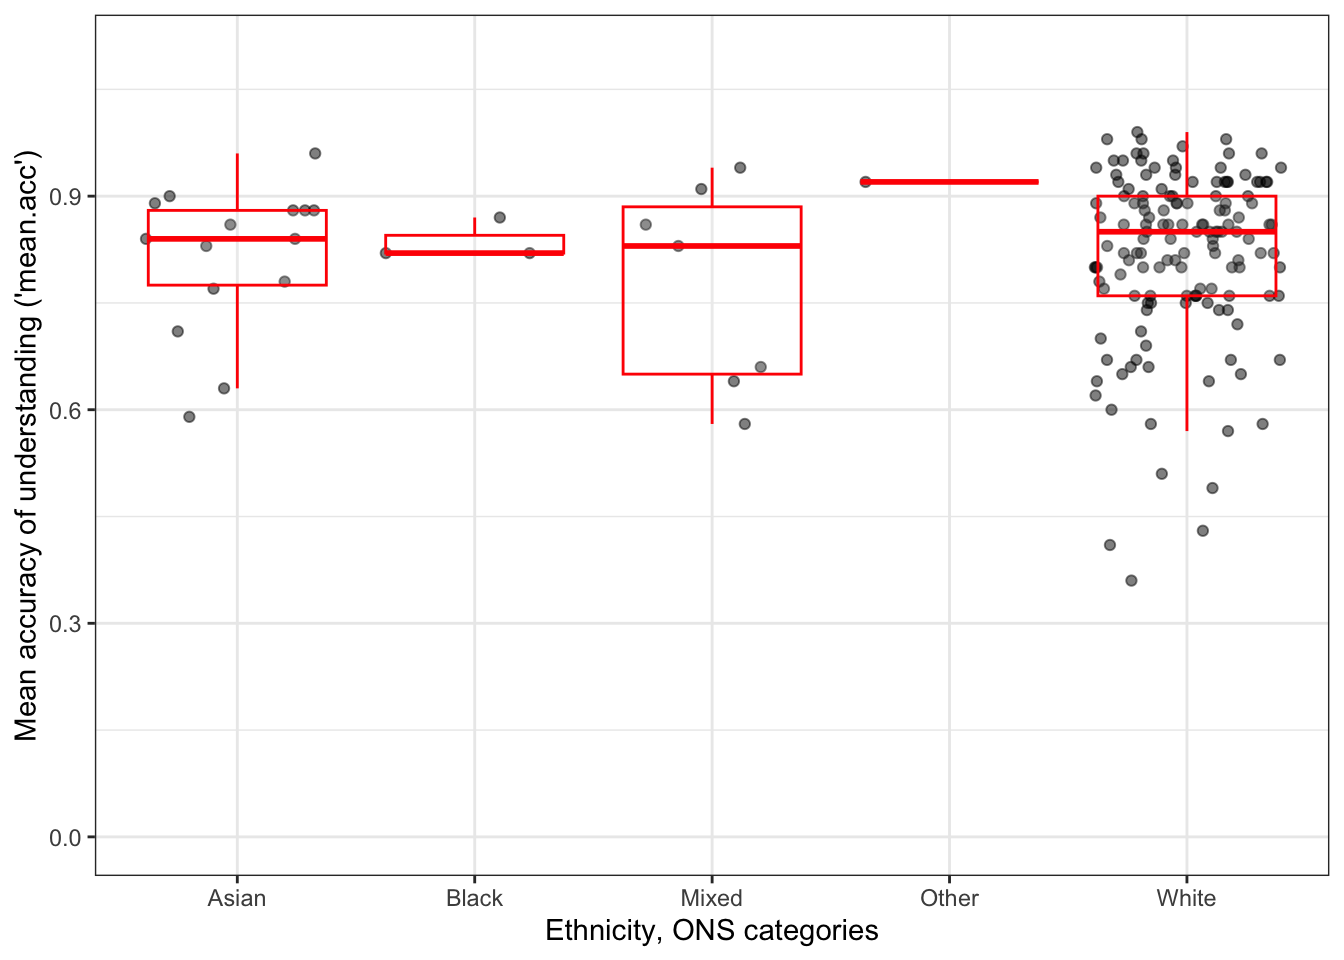 Mean accuracy of understanding ('mean.acc')
0.9
0.6
0.3
0.0
Asian Black Mixed Other White
Ethnicity, ONS categories